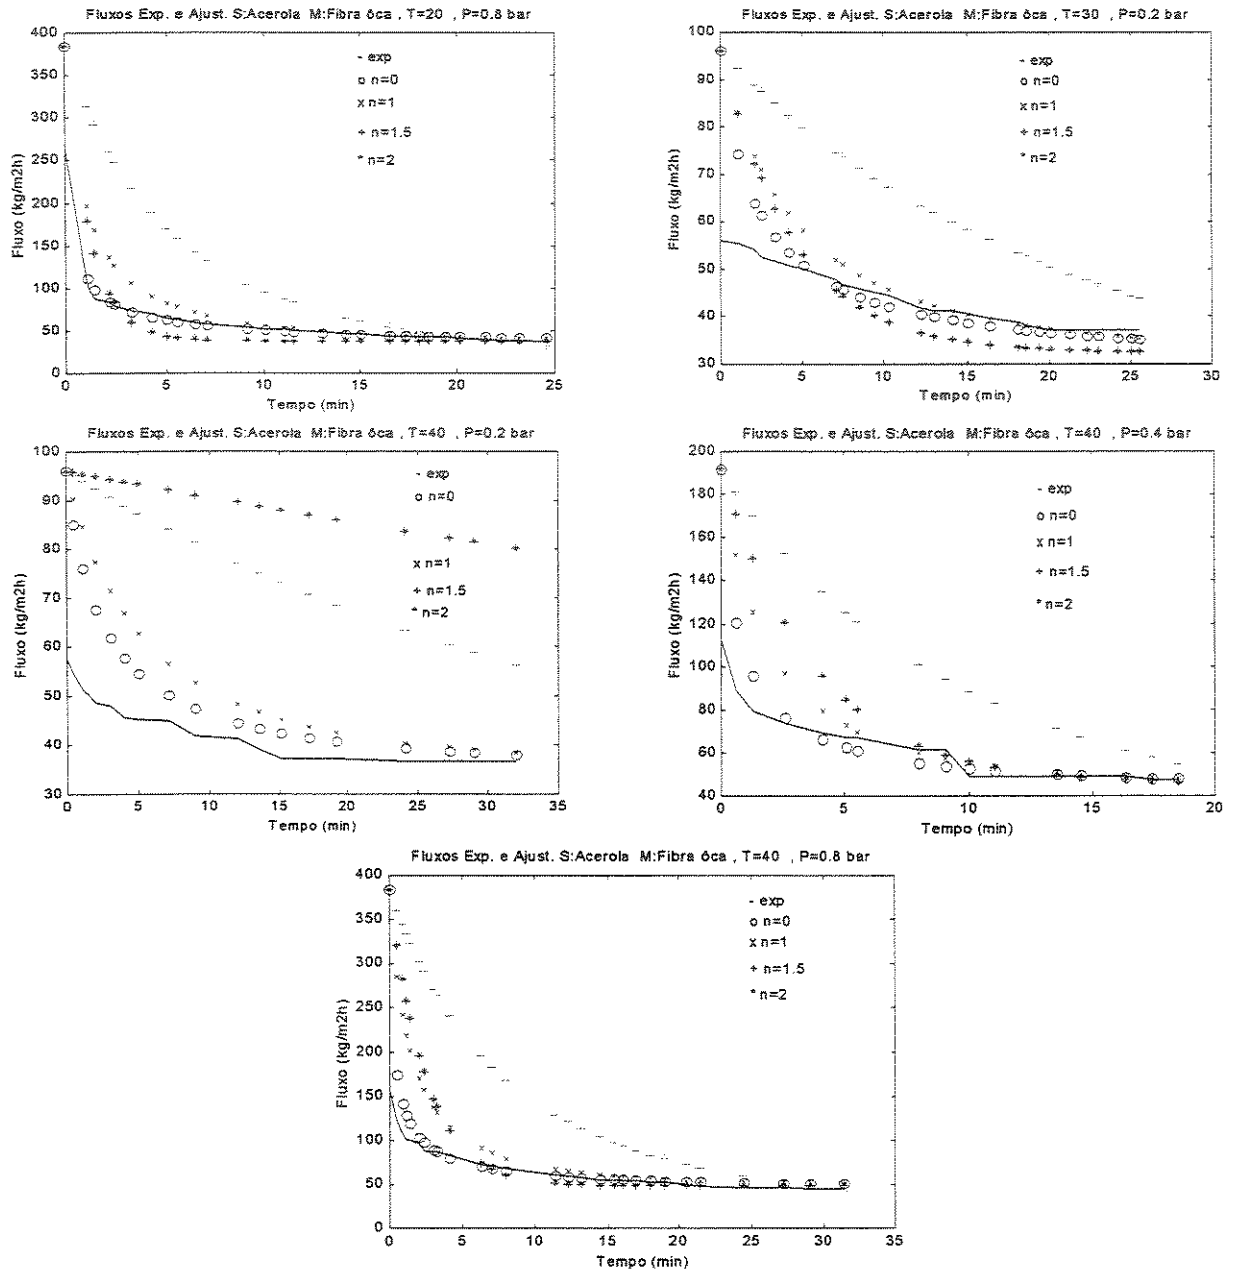 Fluxos Exp. e Ajust. S:Acerola M:Fibra ôca , T=20 , P=0.8 bar
400
350
300
250
200
150
100
50
0
Fluxo (kg/m2h)
- exp
o n=0
x n=1
+ n=1.5
* n=2
0 5 10 15 20 25
Tempo (min)
Fluxos Exp. e Ajust. S:Acerola M:Fibra ôca , T=30 , P=0.2 bar
100
90
80
70
60
50
40
30
Fluxo (kg/m2h)
- exp
o n=0
x n=1
+ n=1.5
* n=2
0 5 10 15 20 25 30
Tempo (min)
Fluxos Exp. e Ajust. S:Acerola M:Fibra ôca , T=40 , P=0.2 bar
100
90
80
70
60
50
40
30
Fluxo (kg/m2h)
- exp
o n=0
x n=1
+ n=1.5
* n=2
0 5 10 15 20 25 30 35
Tempo (min)
Fluxos Exp. e Ajust. S:Acerola M:Fibra ôca , T=40 , P=0.4 bar
200
180
160
140
120
100
80
60
40
Fluxo (kg/m2h)
- exp
o n=0
x n=1
+ n=1.5
* n=2
0 5 10 15 20
Tempo (min)
Fluxos Exp. e Ajust. S:Acerola M:Fibra ôca , T=40 , P=0.8 bar
400
350
300
250
200
150
100
50
0
Fluxo (kg/m2h)
- exp
o n=0
x n=1
+ n=1.5
* n=2
0 5 10 15 20 25 30 35
Tempo (min)